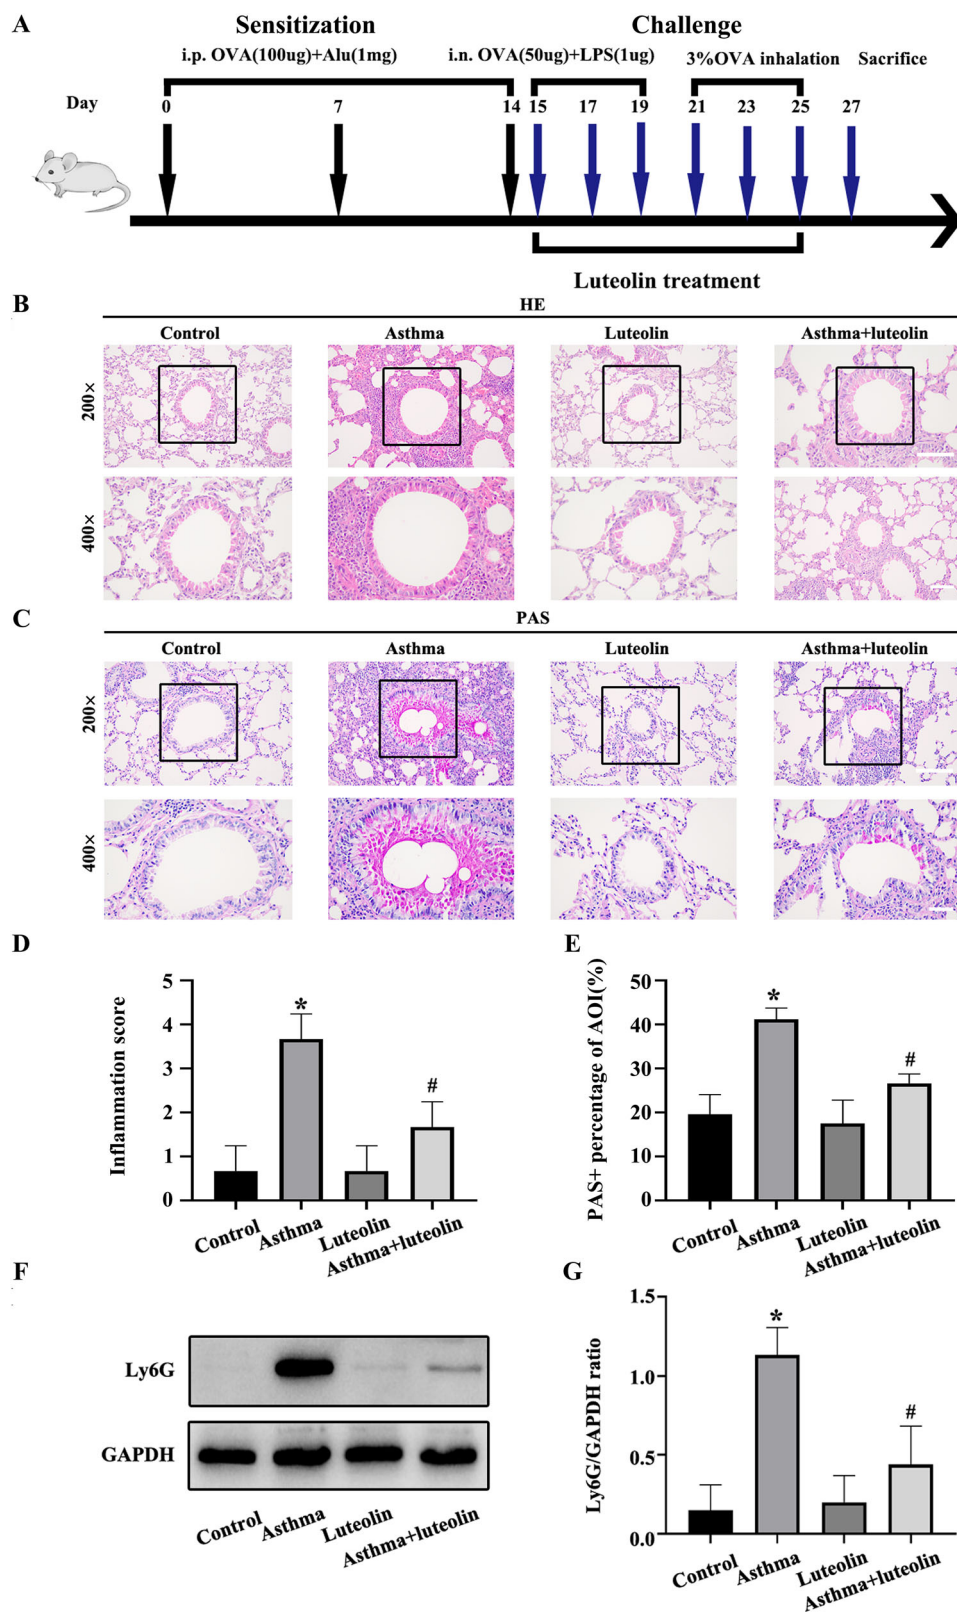 A
Sensitization
Challenge
i.p. OVA(100ug)+Alu(1mg)
i.n. OVA(50ug)+LPS(1ug)
3%OVA inhalation
Sacrifice
Day
0
7
14
15
17
19
21
23
25
27
Luteolin treatment
B
HE
Control
Asthma
Luteolin
Asthma+luteolin
200×
400×
C
PAS
Control
Asthma
Luteolin
Asthma+luteolin
200×
400×
D
Inflammation score
5
4
3
2
1
0
*
#
Control
Asthma
Luteolin
Asthma+luteolin
E
PAS+ percentage of AOI(%)
50
40
30
20
10
0
*
#
Control
Asthma
Luteolin
Asthma+luteolin
F
Ly6G
GAPDH
Control
Asthma
Luteolin
Asthma+luteolin
G
Ly6G/GAPDH ratio
1.5
1.0
0.5
0.0
*
#
Control
Asthma
Luteolin
Asthma+luteolin